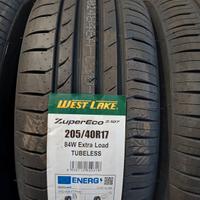 WEST LAKE
ZuperEco Z-107
205/40R17
84W Extra Load
TUBELESS
ENERG